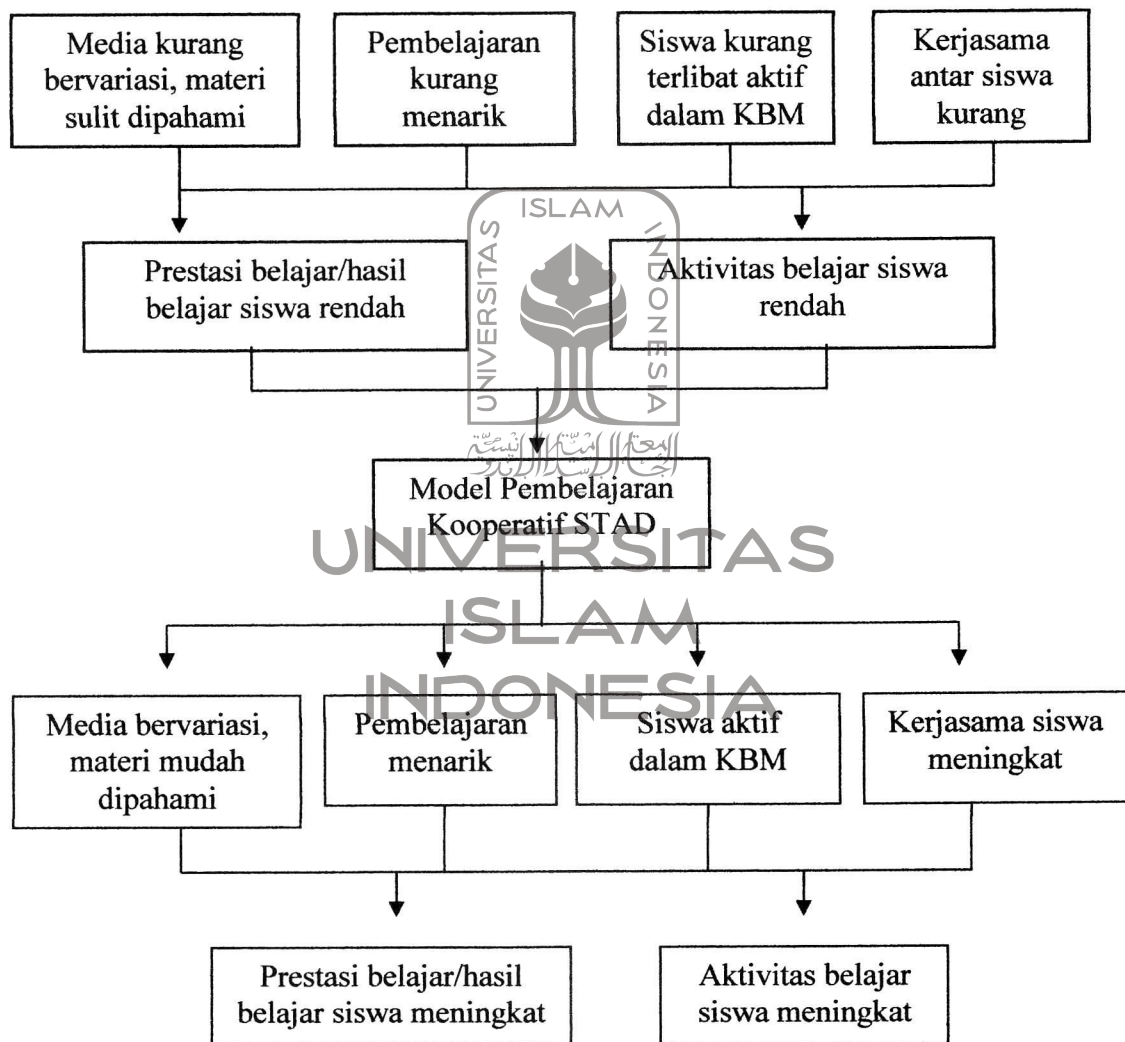 Media kurang
bervariasi, materi
sulit dipahami
Pembelajaran
kurang
menarik
Siswa kurang
terlibat aktif
dalam KBM
Kerjasama
antar siswa
kurang
ISLAM
UNIVERSITAS
INDONESIA
Prestasi belajar/hasil
belajar siswa rendah
Aktivitas belajar siswa
rendah
Model Pembelajaran
Kooperatif STAD
UNIVERSITAS
ISLAM
INDONESIA
Media bervariasi,
materi mudah
dipahami
Pembelajaran
menarik
Siswa aktif
dalam KBM
Kerjasama siswa
meningkat
Prestasi belajar/hasil
belajar siswa meningkat
Aktivitas belajar
siswa meningkat